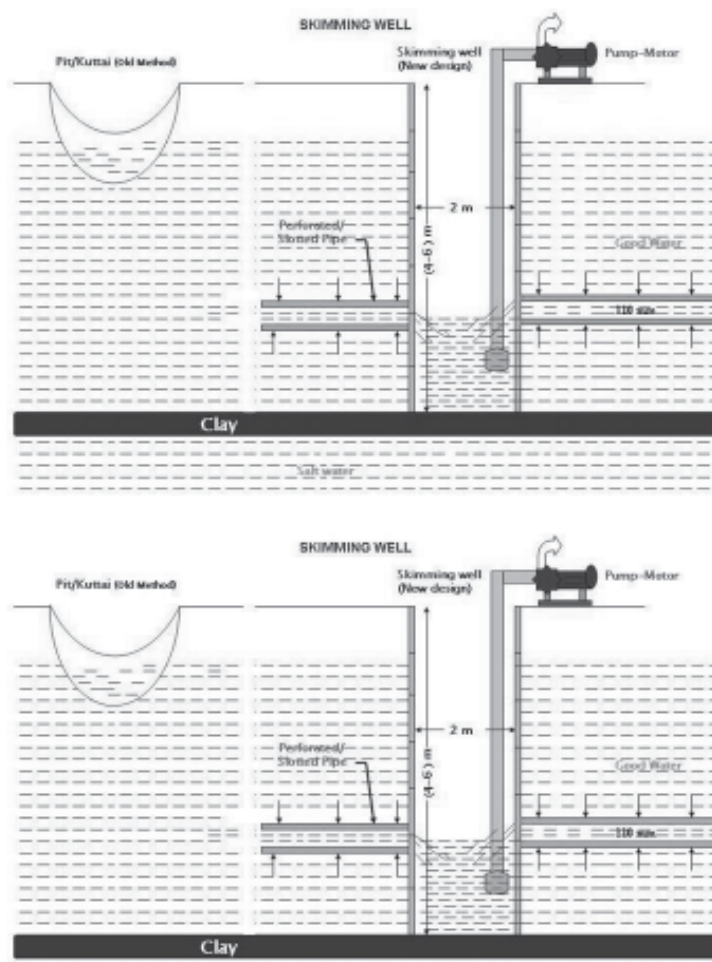 SKIMMING WELL
Pit/Kuttai (Old Method)
Skimming well
(New design)
Pump-Motor
2 m
(4-6) m
Perforated/
Slotted Pipe
Good Water
110
Clay
Salt water
SKIMMING WELL
Pit/Kuttai (Old Method)
Skimming well
(New design)
Pump-Motor
2 m
(4-6) m
Perforated/
Slotted Pipe
Good Water
110
Clay